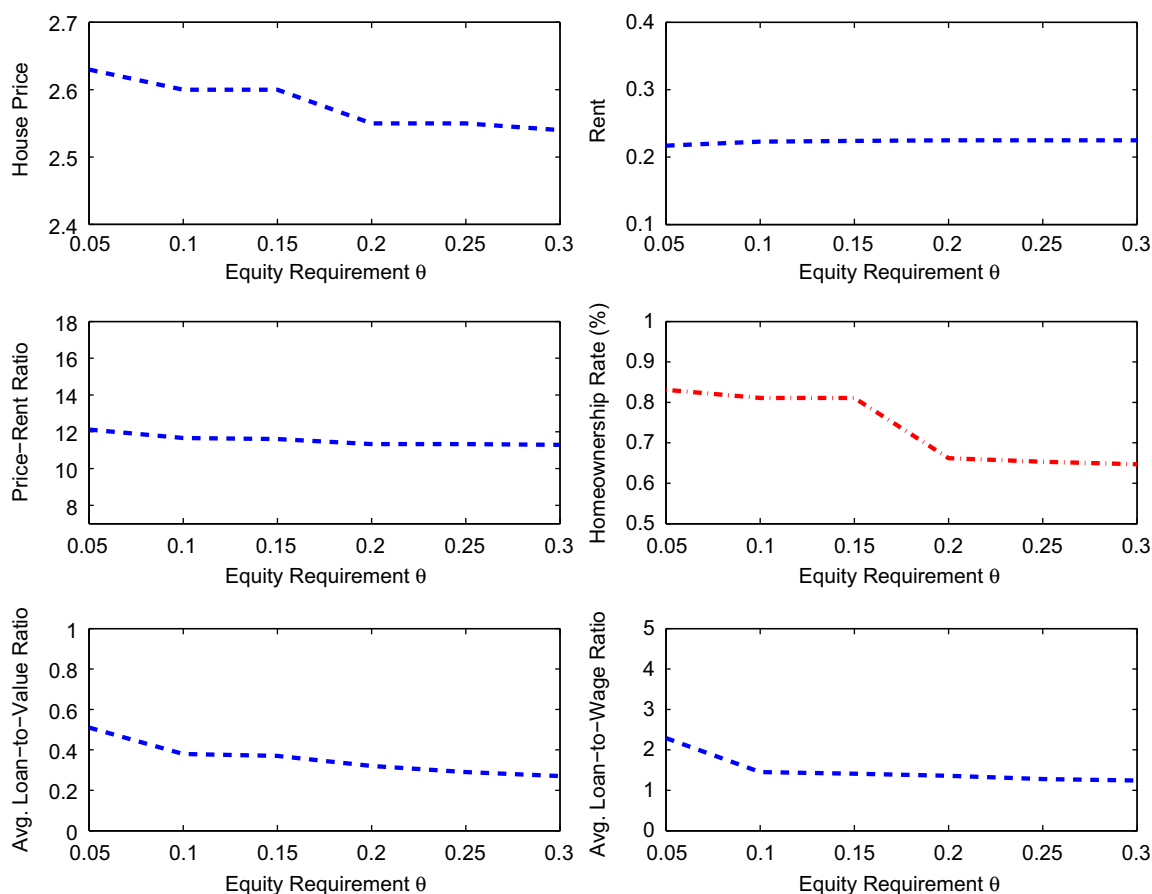 House Price
2.7
2.6
2.5
2.4
0.05 0.1 0.15 0.2 0.25 0.3
Equity Requirement θ
Rent
0.4
0.3
0.2
0.1
0.05 0.1 0.15 0.2 0.25 0.3
Equity Requirement θ
Price−Rent Ratio
18
16
14
12
10
8
0.05 0.1 0.15 0.2 0.25 0.3
Equity Requirement θ
Homeownership Rate (%)
1
0.9
0.8
0.7
0.6
0.5
0.05 0.1 0.15 0.2 0.25 0.3
Equity Requirement θ
Avg. Loan−to−Value Ratio
1
0.8
0.6
0.4
0.2
0
0.05 0.1 0.15 0.2 0.25 0.3
Equity Requirement θ
Avg. Loan−to−Wage Ratio
5
4
3
2
1
0
0.05 0.1 0.15 0.2 0.25 0.3
Equity Requirement θ